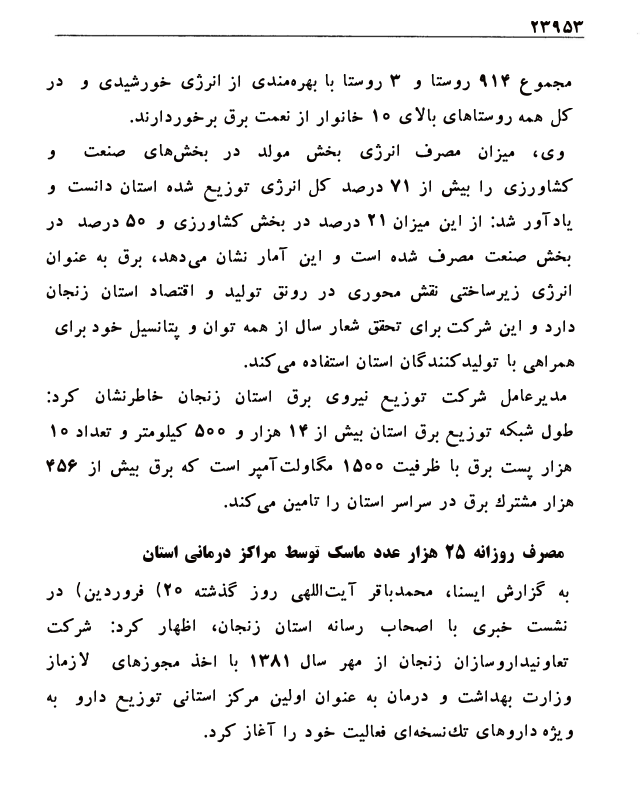 ۲۳۹۵۳
مجموع ۹۱۴ روستا و ۳ روستا با بهره‌مندی از انرژی خورشیدی و در
کل همه روستاهای بالای ۱۰ خانوار از نعمت برق برخوردارند.
وی، میزان مصرف انرژی بخش مولد در بخش‌های صنعت و
کشاورزی را بیش از ۷۱ درصد کل انرژی توزیع شده استان دانست و
یادآور شد: از این میزان ۲۱ درصد در بخش کشاورزی و ۵۰ درصد در
بخش صنعت مصرف شده است و این آمار نشان می‌دهد، برق به عنوان
انرژی زیرساختی نقش محوری در رونق تولید و اقتصاد استان زنجان
دارد و این شرکت برای تحقق شعار سال از همه توان و پتانسیل خود برای
همراهی با تولیدکنندگان استان استفاده می‌کند.
مدیرعامل شرکت توزیع نیروی برق استان زنجان خاطرنشان کرد:
طول شبکه توزیع برق استان بیش از ۱۴ هزار و ۵۰۰ کیلومتر و تعداد ۱۰
هزار پست برق با ظرفیت ۱۵۰۰ مگاولت‌آمپر است که برق بیش از ۴۵۶
هزار مشترك برق در سراسر استان را تامین می‌کند.
مصرف روزانه ۲۵ هزار عدد ماسک توسط مراکز درمانی استان
به گزارش ایسنا، محمدباقر آیت‌اللهی روز گذشته ۲۰) فروردین) در
نشست خبری با اصحاب رسانه استان زنجان، اظهار کرد: شرکت
تعاونیداروسازان زنجان از مهر سال ۱۳۸۱ با اخذ مجوزهای لازماز
وزارت بهداشت و درمان به عنوان اولین مرکز استانی توزیع دارو به
ویژه داروهای تك‌نسخه‌ای فعالیت خود را آغاز کرد.